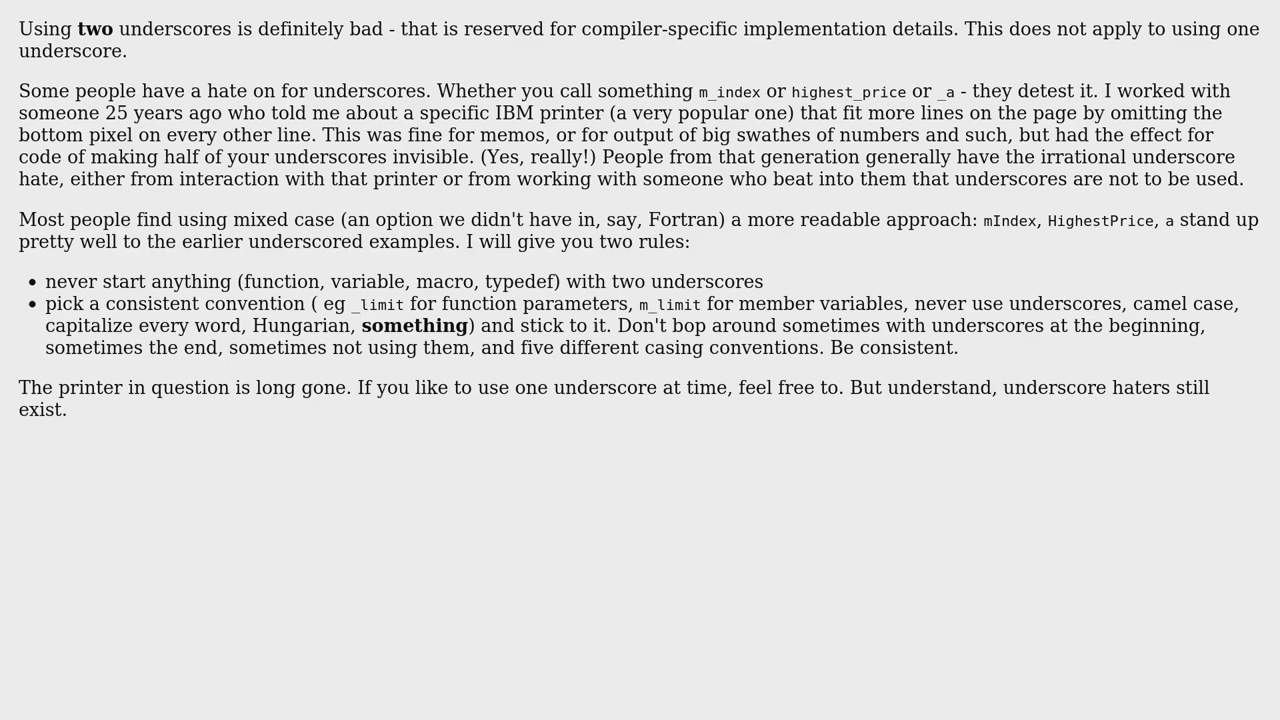 Using two underscores is definitely bad - that is reserved for compiler-specific implementation details. This does not apply to using one
underscore.
Some people have a hate on for underscores. Whether you call something m_index or highest_price or _a - they detest it. I worked with
someone 25 years ago who told me about a specific IBM printer (a very popular one) that fit more lines on the page by omitting the
bottom pixel on every other line. This was fine for memos, or for output of big swathes of numbers and such, but had the effect for
code of making half of your underscores invisible. (Yes, really!) People from that generation generally have the irrational underscore
hate, either from interaction with that printer or from working with someone who beat into them that underscores are not to be used.
Most people find using mixed case (an option we didn't have in, say, Fortran) a more readable approach: mIndex, HighestPrice, a stand up
pretty well to the earlier underscored examples. I will give you two rules:
• never start anything (function, variable, macro, typedef) with two underscores
• pick a consistent convention ( eg _limit for function parameters, m_limit for member variables, never use underscores, camel case,
capitalize every word, Hungarian, something) and stick to it. Don't bop around sometimes with underscores at the beginning,
sometimes the end, sometimes not using them, and five different casing conventions. Be consistent.
The printer in question is long gone. If you like to use one underscore at time, feel free to. But understand, underscore haters still
exist.